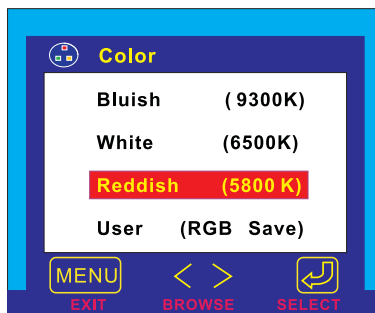 Color
Bluish (9300K)
White (6500K)
Reddish (5800 K)
User (RGB Save)
MENU < >
EXIT BROWSE SELECT